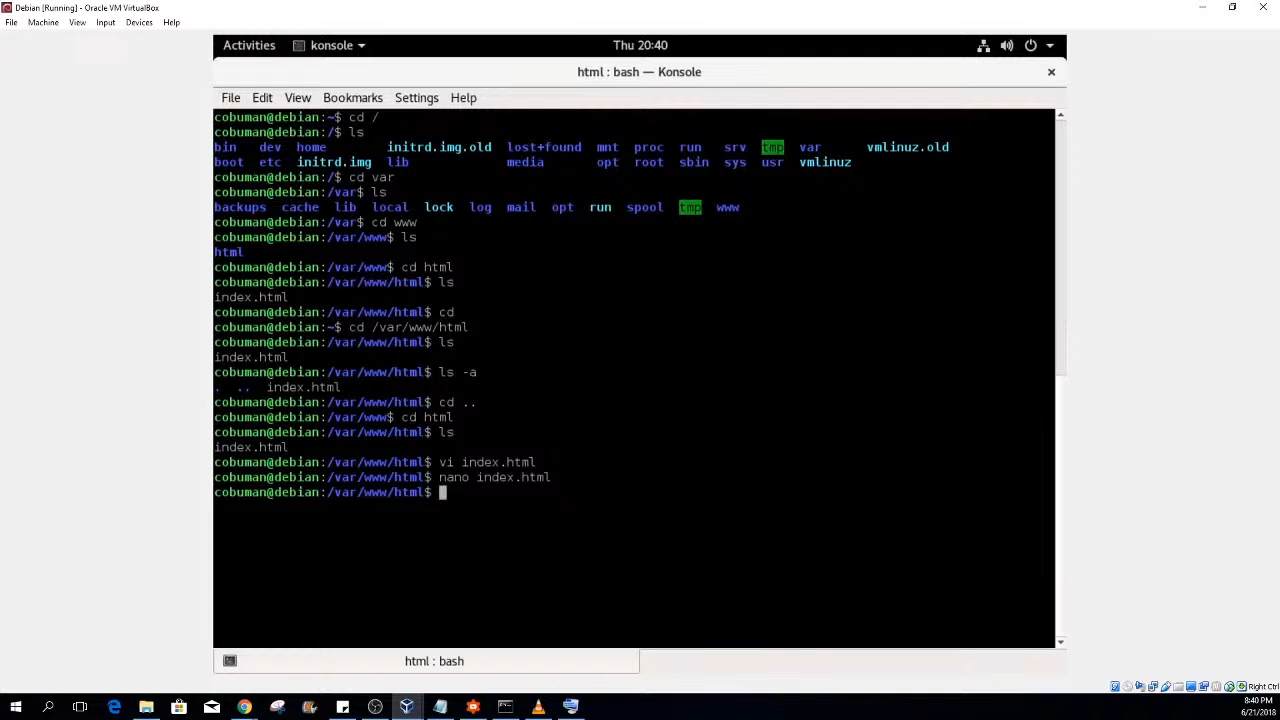 Debian [Running] - Oracle VM VirtualBox
File Machine View Input Devices Help
Activities konsole Thu 20:40
html : bash — Konsole
File Edit View Bookmarks Settings Help
cobuman@debian:~$ cd /
cobuman@debian:/$ ls
bin dev home initrd.img.old lost+found mnt proc run srv tmp var vmlinuz.old
boot etc initrd.img lib media opt root sbin sys usr vmlinuz
cobuman@debian:/$ cd var
cobuman@debian:/var$ ls
backups cache lib local lock log mail opt run spool tmp www
cobuman@debian:/var$ cd www
cobuman@debian:/var/www$ ls
html
cobuman@debian:/var/www$ cd html
cobuman@debian:/var/www/html$ ls
index.html
cobuman@debian:/var/www/html$ cd
cobuman@debian:~$ cd /var/www/html
cobuman@debian:/var/www/html$ ls
index.html
cobuman@debian:/var/www/html$ ls -a
. .. index.html
cobuman@debian:/var/www/html$ cd ..
cobuman@debian:/var/www$ cd html
cobuman@debian:/var/www/html$ ls
index.html
cobuman@debian:/var/www/html$ vi index.html
cobuman@debian:/var/www/html$ nano index.html
cobuman@debian:/var/www/html$
html : bash
Right Ctrl
8:40 PM
6/21/2018